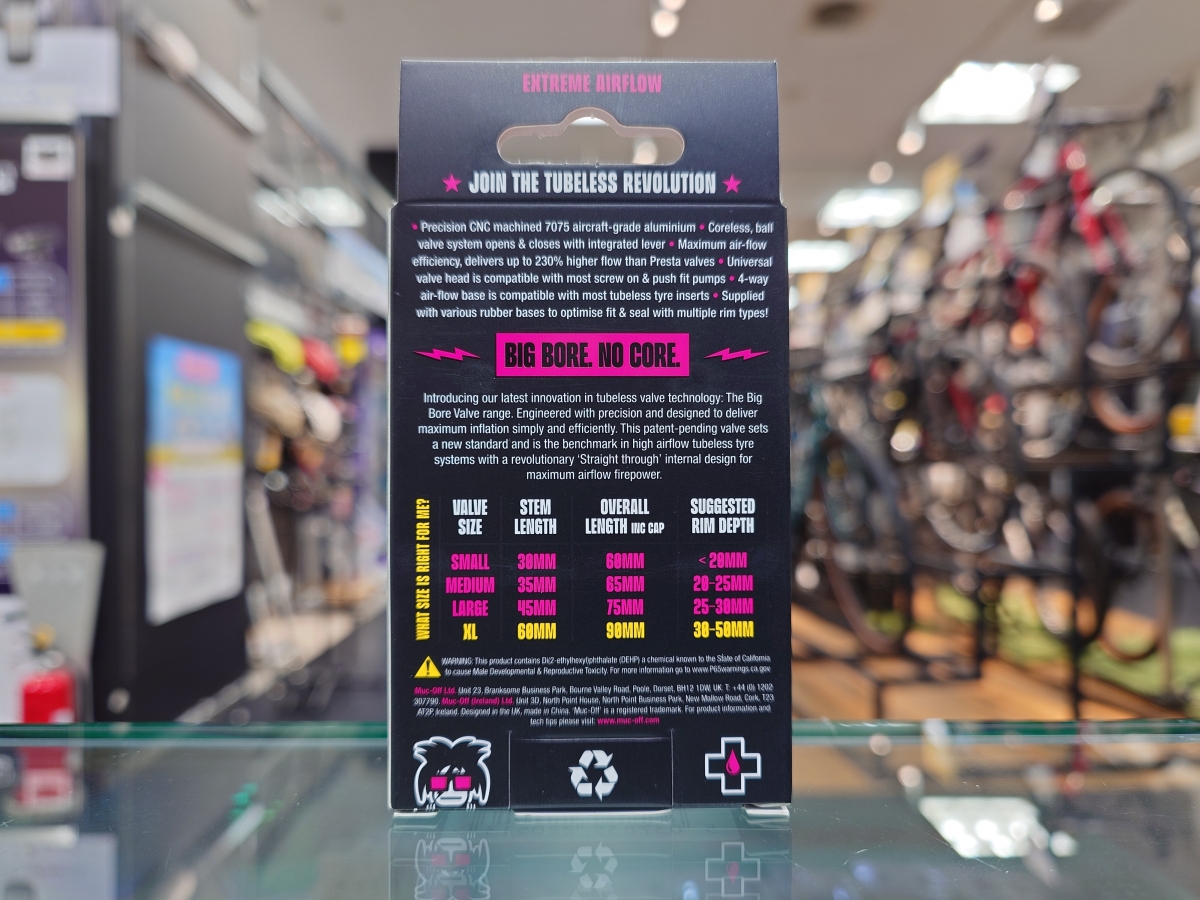 EXTREME AIRFLOW
★ JOIN THE TUBELESS REVOLUTION ★
• Precision CNC machined 7075 aircraft-grade aluminium • Coreless, ball
valve system opens & closes with integrated lever • Maximum air-flow
efficiency, delivers up to 230% higher flow than Presta valves • Universal
valve head is compatible with most screw on & push fit pumps • 4-way
air-flow base is compatible with most tubeless tyre inserts • Supplied
with various rubber bases to optimise fit & seal with multiple rim types!
BIG BORE. NO CORE.
Introducing our latest innovation in tubeless valve technology: The Big
Bore Valve range. Engineered with precision and designed to deliver
maximum inflation simply and efficiently. This patent-pending valve sets
a new standard and is the benchmark in high airflow tubeless tyre
systems with a revolutionary 'Straight through' internal design for
maximum airflow firepower.
WHAT SIZE IS RIGHT FOR ME?
VALVE SIZE STEM LENGTH OVERALL LENGTH INC CAP SUGGESTED RIM DEPTH
SMALL 30MM 60MM <20MM
MEDIUM 35MM 65MM 20-25MM
LARGE 45MM 75MM 25-30MM
XL 60MM 90MM 30-50MM
WARNING: This product contains Di(2-ethylhexyl)phthalate (DEHP) a chemical known to the State of California
to cause Male Developmental & Reproductive Toxicity. For more information go to www.P65warnings.ca.gov
Muc-Off Ltd. Unit 23, Branksome Business Park, Bourne Valley Road, Poole, Dorset, BH12 1DW, UK. T: +44 (0) 1202
307790. Muc-Off (Ireland) Ltd. Unit 3D, North Point House, North Point Business Park, New Mallow Road, Cork, T23
AT2P, Ireland. Designed in the UK, made in China. 'Muc-Off' is a registered trademark. For product information and
tech tips please visit: www.muc-off.com